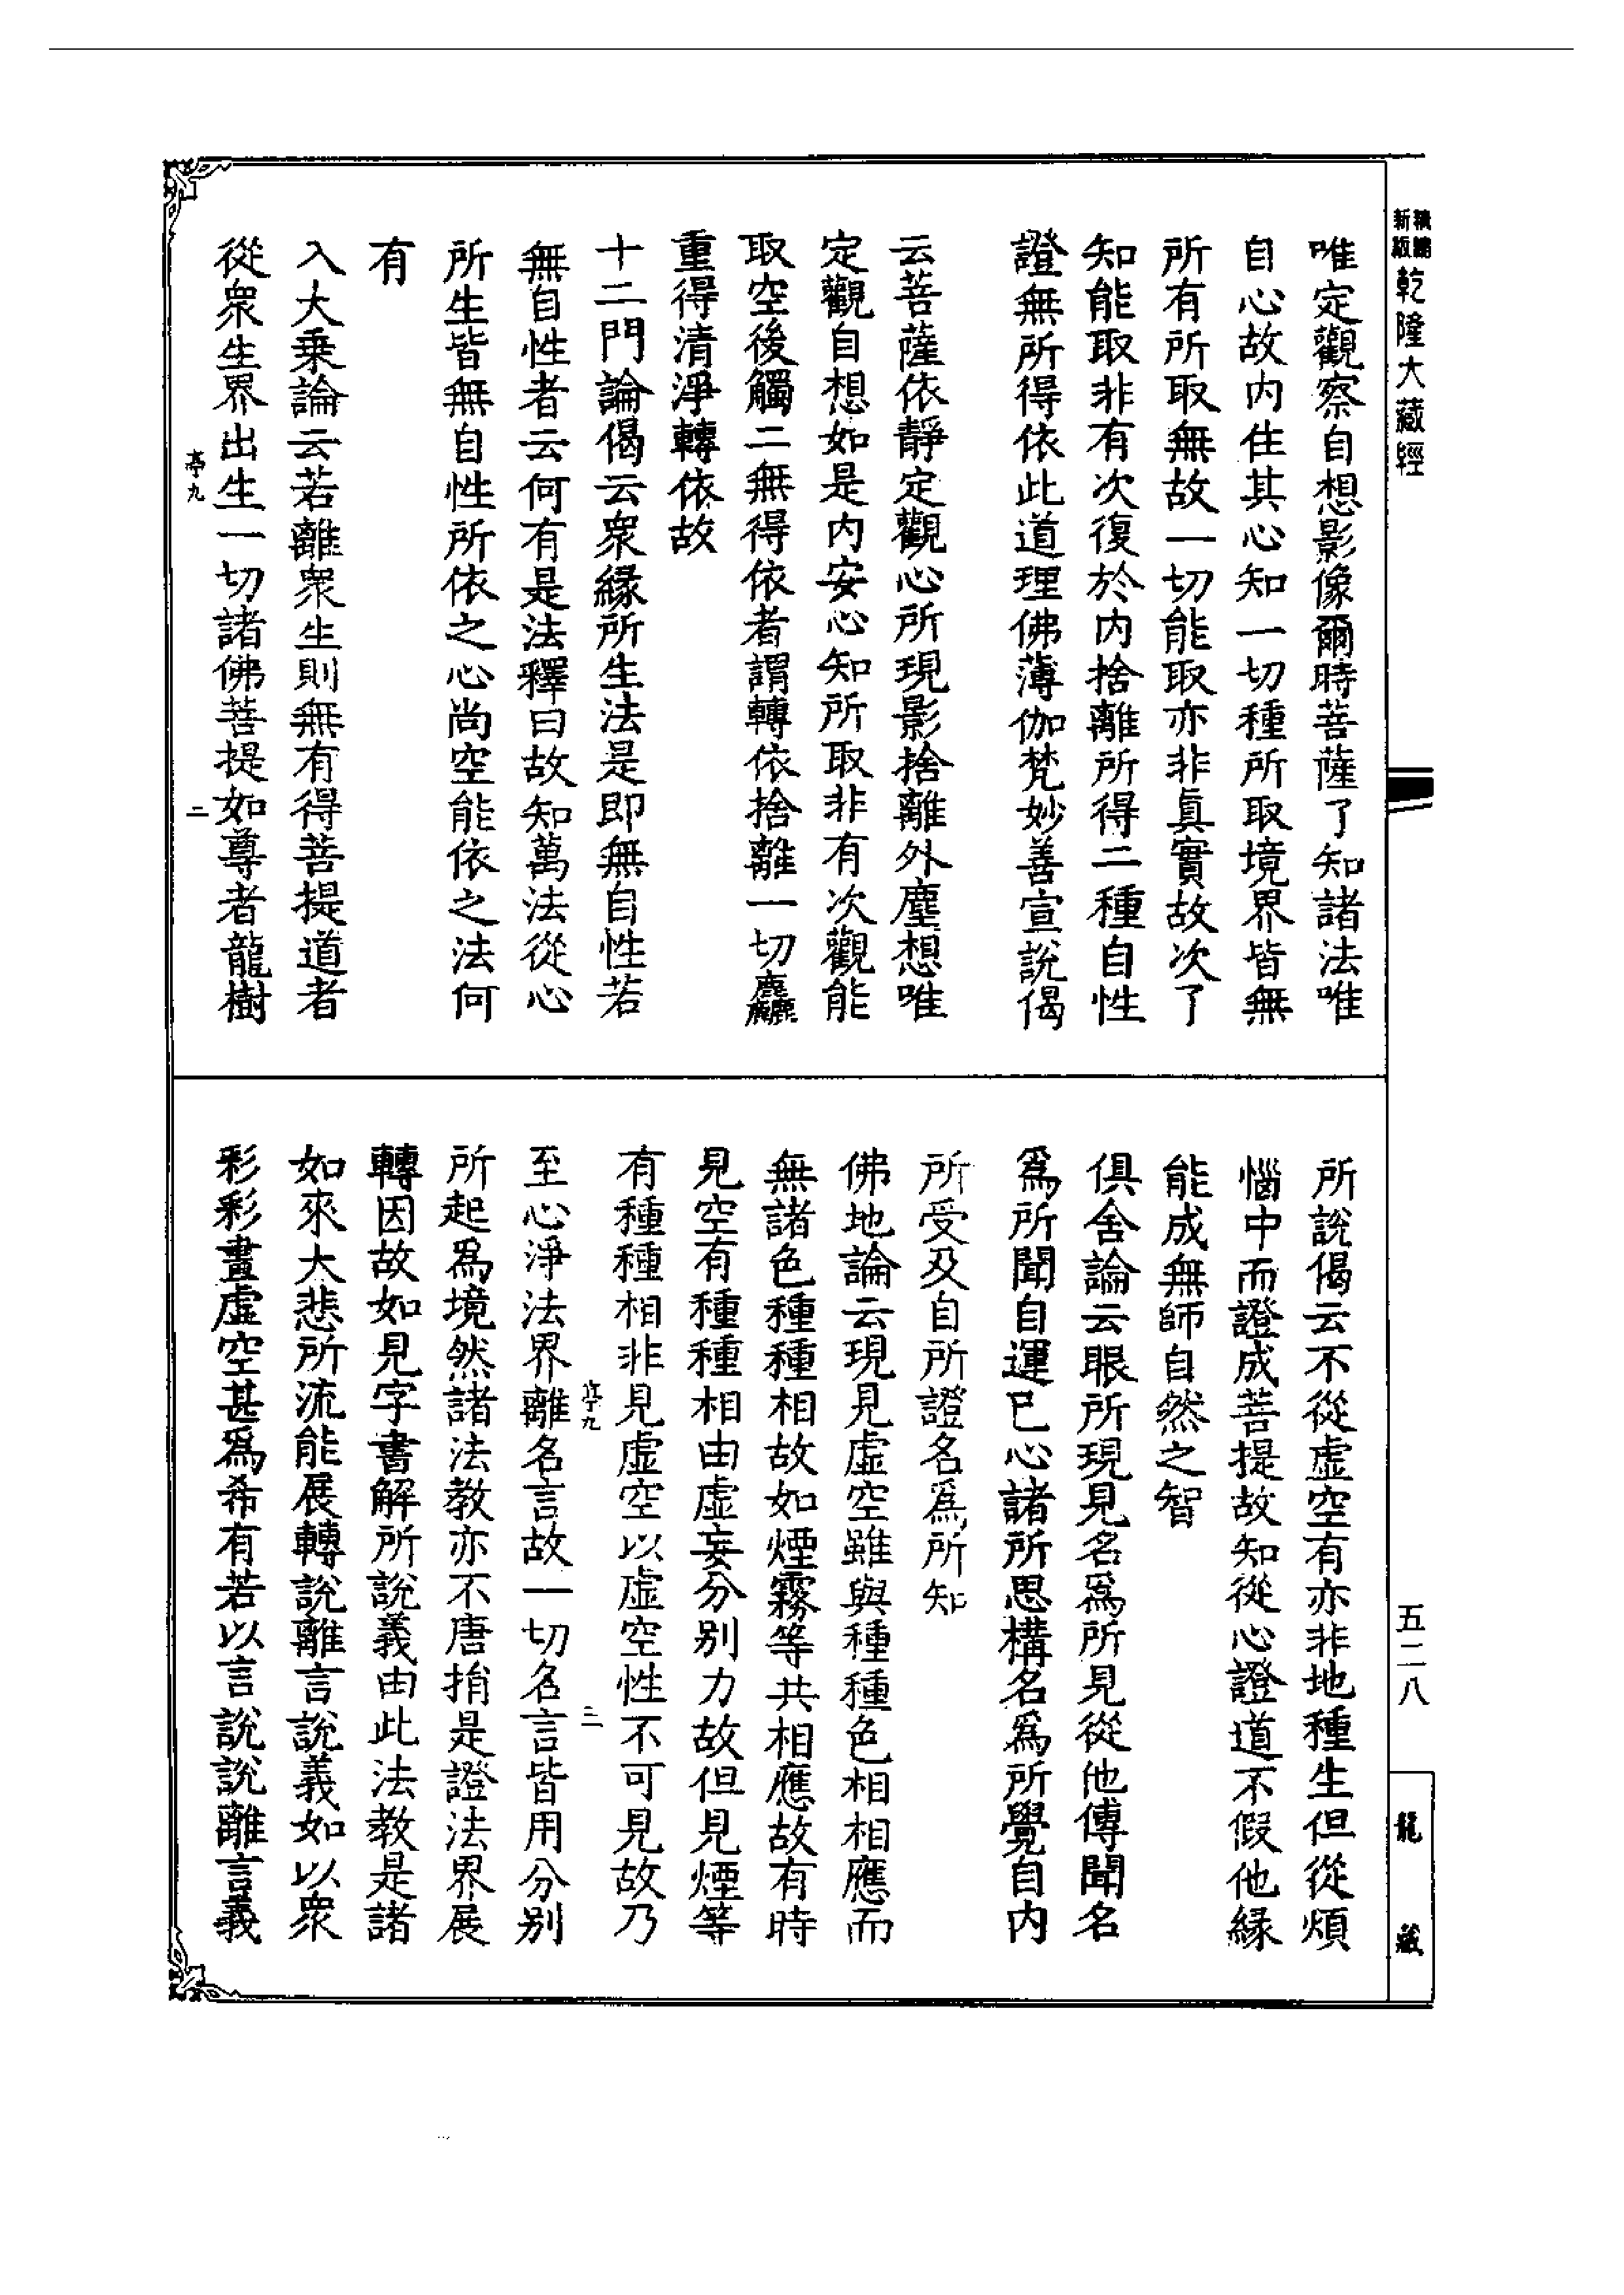 新編
新版
乾隆大藏經
唯定觀察自想影像爾時菩薩了知諸法唯
自心故內住其心知一切種所取境界皆無
所有所取無故一切能取亦非眞實故次了
知能取非有次復於內捨離所得二種自性
證無所得依此道理佛薄伽梵妙善宣說偈
云菩薩依靜定觀心所現影捨離外塵想唯
定觀自想如是內安心知所取非有次觀能
取空後觸二無得依者謂轉依捨離一切麤
重得清淨轉依故
十二門論偈云衆緣所生法是即無自性若
無自性者云何有是法釋曰故知萬法從心
所生皆無自性所依之心尚空能依之法何
有
入大乗論云若離衆生則無有得菩提道者
從衆生界出生一切諸佛菩提如尊者龍樹
亭九
二
所說偈云不從虛空有亦非地種生但從煩
惱中而證成菩提故知從心證道不假他緣
能成無師自然之智
俱舍論云眼所現見名爲所見從他傳聞名
爲所聞自運已心諸所思構名爲所覺自內
所受及自所證名爲所知
佛地論云現見虛空雖與種種色相相應而
無諸色種種相故如煙霧等共相應故有時
見空有種種相由虛妄分別力故但見煙等
有種種相非見虛空以虛空性不可見故乃
亭九
三
至心淨法界離名言故一切名言皆用分別
所起爲境然諸法教亦不唐捐是證法界展
轉因故如見字書解所說義由此法教是諸
如來大悲所流能展轉說離言說義如以衆
彩彩畫虛空甚爲希有若以言說說離言義
五二八
龍藏